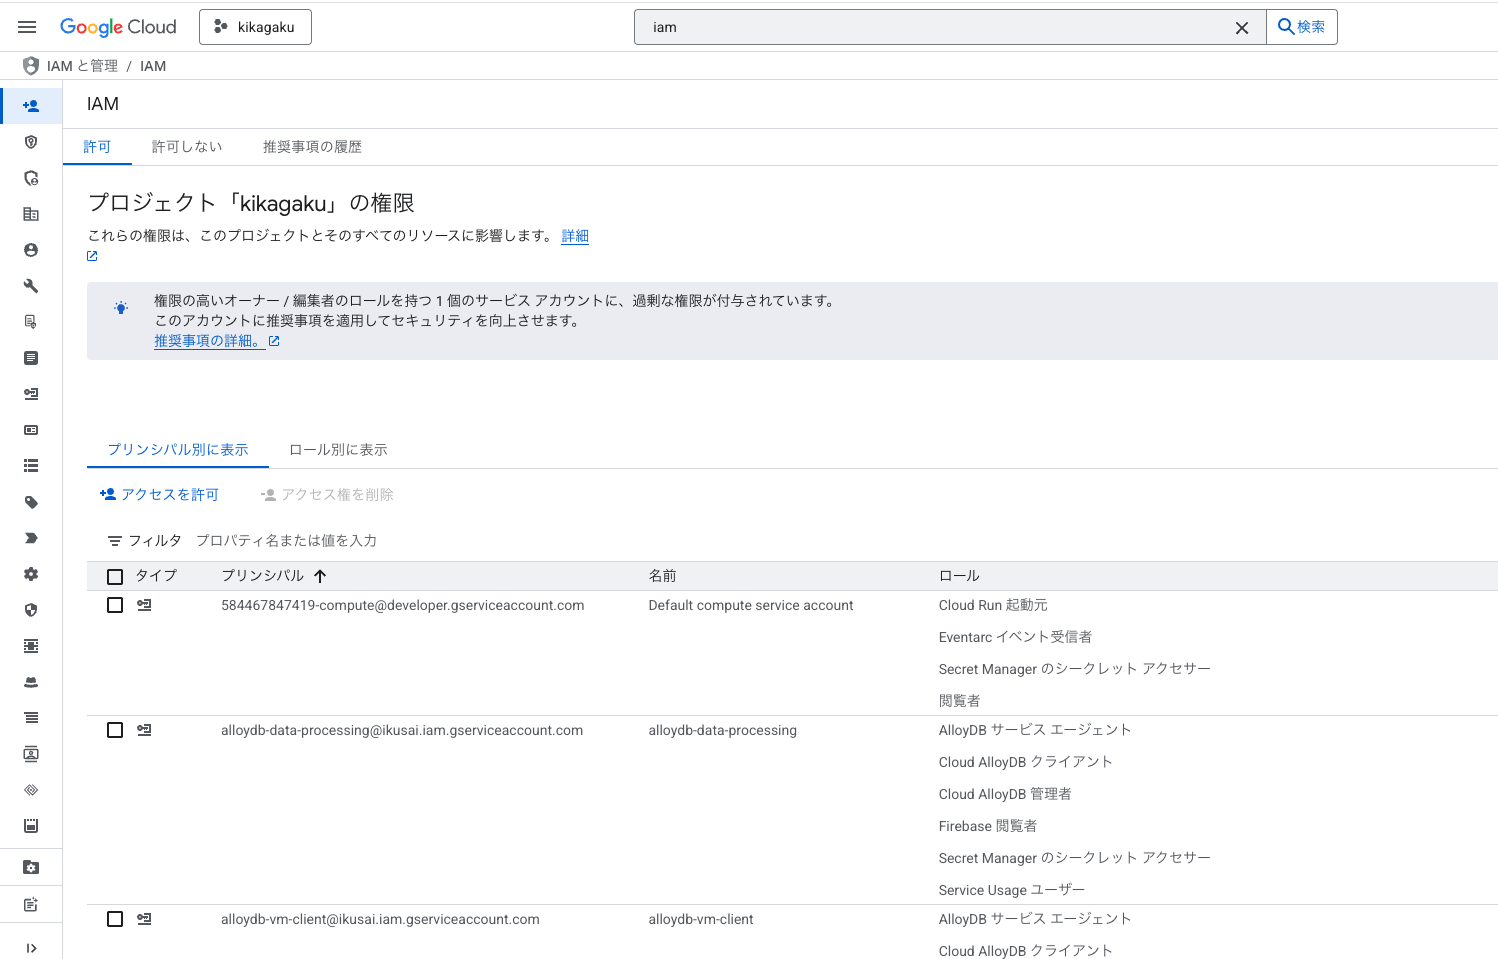 Google Cloud
kikagaku
iam
検索
IAM と管理 / IAM
IAM
許可
許可しない
推奨事項の履歴
プロジェクト「kikagaku」の権限
これらの権限は、このプロジェクトとそのすべてのリソースに影響します。 詳細
権限の高いオーナー / 編集者のロールを持つ 1 個のサービス アカウントに、過剰な権限が付与されています。
このアカウントに推奨事項を適用してセキュリティを向上させます。
推奨事項の詳細。
プリンシパル別に表示
ロール別に表示
アクセスを許可
アクセス権を削除
フィルタ プロパティ名または値を入力
タイプ プリンシパル 名前 ロール
584467847419-compute@developer.gserviceaccount.com Default compute service account Cloud Run 起動元
Eventarc イベント受信者
Secret Manager のシークレット アクセサー
閲覧者
alloydb-data-processing@ikusai.iam.gserviceaccount.com alloydb-data-processing AlloyDB サービス エージェント
Cloud AlloyDB クライアント
Cloud AlloyDB 管理者
Firebase 閲覧者
Secret Manager のシークレット アクセサー
Service Usage ユーザー
alloydb-vm-client@ikusai.iam.gserviceaccount.com alloydb-vm-client AlloyDB サービス エージェント
Cloud AlloyDB クライアント